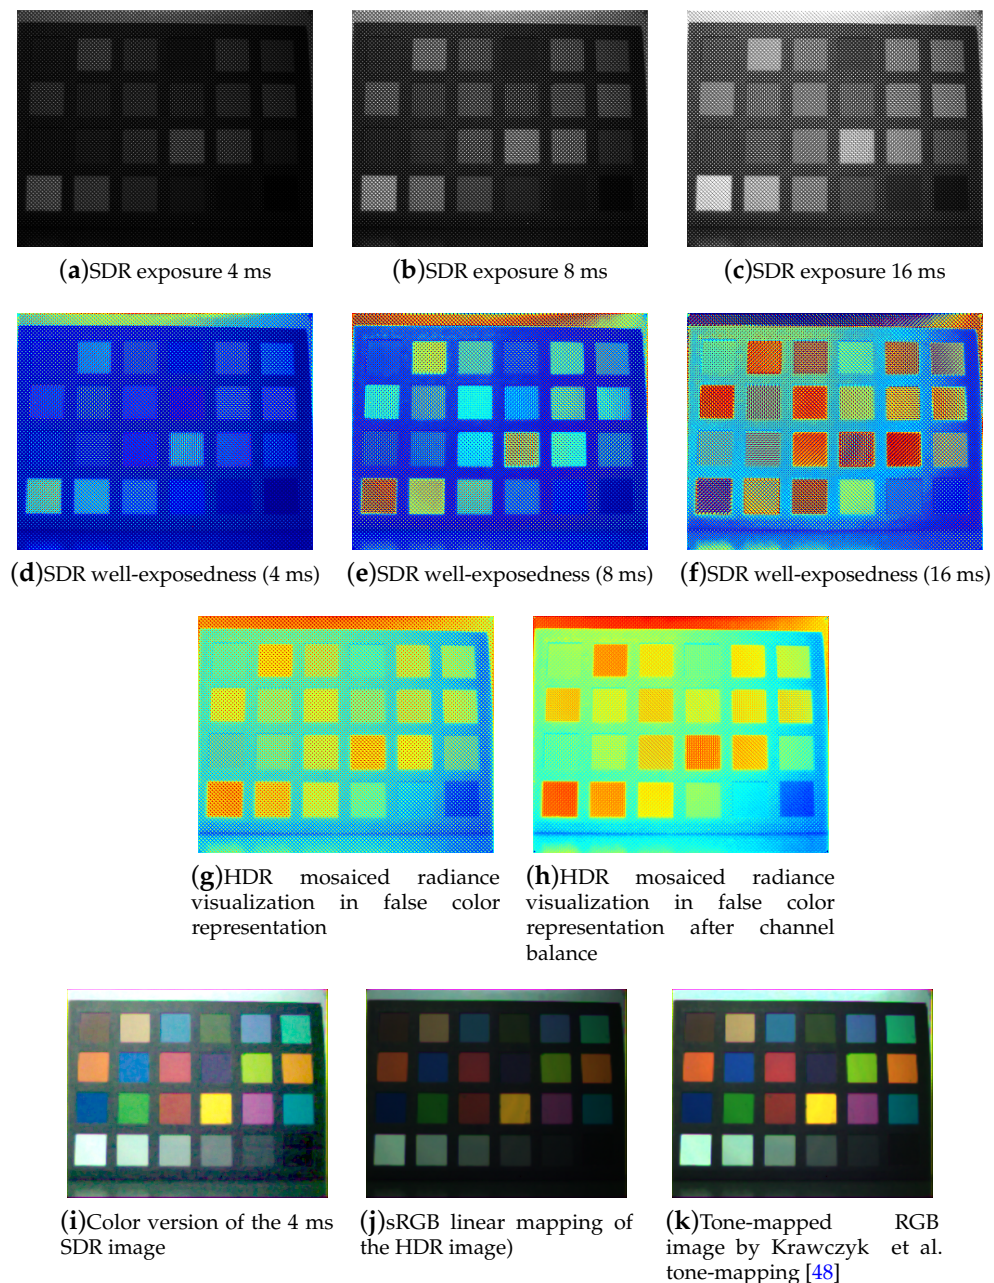 (a)SDR exposure 4 ms
(b)SDR exposure 8 ms
(c)SDR exposure 16 ms
(d)SDR well-exposedness (4 ms)
(e)SDR well-exposedness (8 ms)
(f)SDR well-exposedness (16 ms)
(g)HDR mosaiced radiance
visualization in false color
representation
(h)HDR mosaiced radiance
visualization in false color
representation after channel
balance
(i)Color version of the 4 ms
SDR image
(j)sRGB linear mapping of
the HDR image)
(k)Tone-mapped RGB
image by Krawczyk et al.
tone-mapping [48]